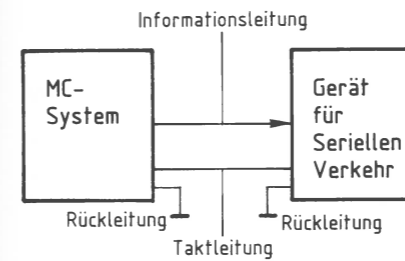 Informationsleitung
MC-
System
Gerät
für
Seriellen
Verkehr
Rückleitung
Rückleitung
Taktleitung